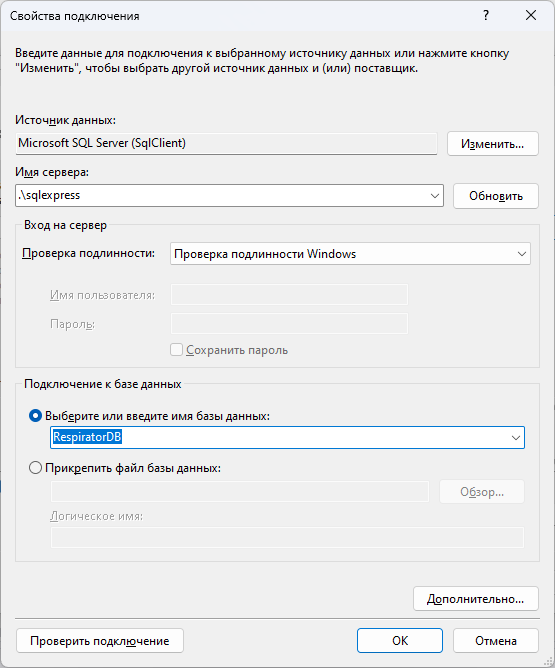 Свойства подключения
Введите данные для подключения к выбранному источнику данных или нажмите кнопку
"Изменить", чтобы выбрать другой источник данных и (или) поставщик.
Источник данных:
Microsoft SQL Server (SqlClient)
Изменить...
Имя сервера:
.\sqlexpress
Обновить
Вход на сервер
Проверка подлинности:
Проверка подлинности Windows
Имя пользователя:
Пароль:
Сохранить пароль
Подключение к базе данных
Выберите или введите имя базы данных:
RespiratorDB
Прикрепить файл базы данных:
Обзор...
Логическое имя:
Дополнительно...
Проверить подключение
ОК
Отмена